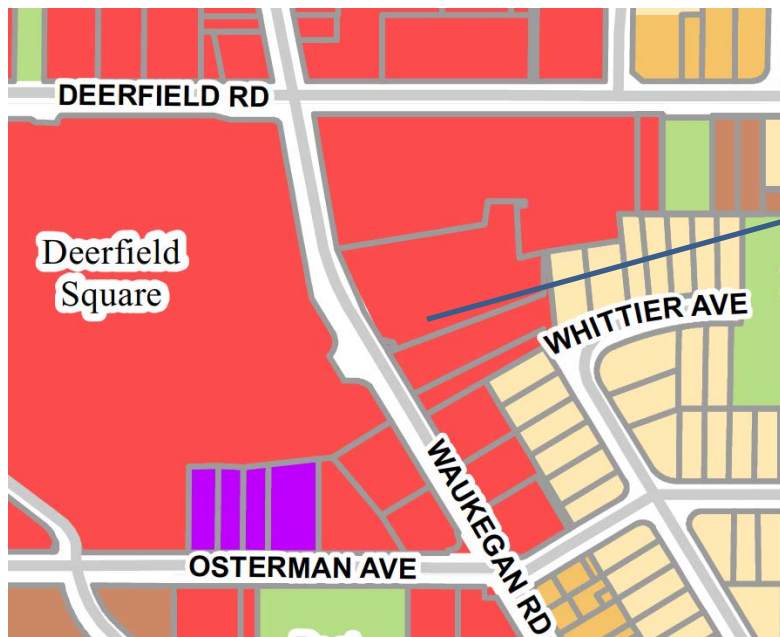 DEERFIELD RD
Deerfield
Square
WHITTIER AVE
WAUKEGAN RD
OSTERMAN AVE